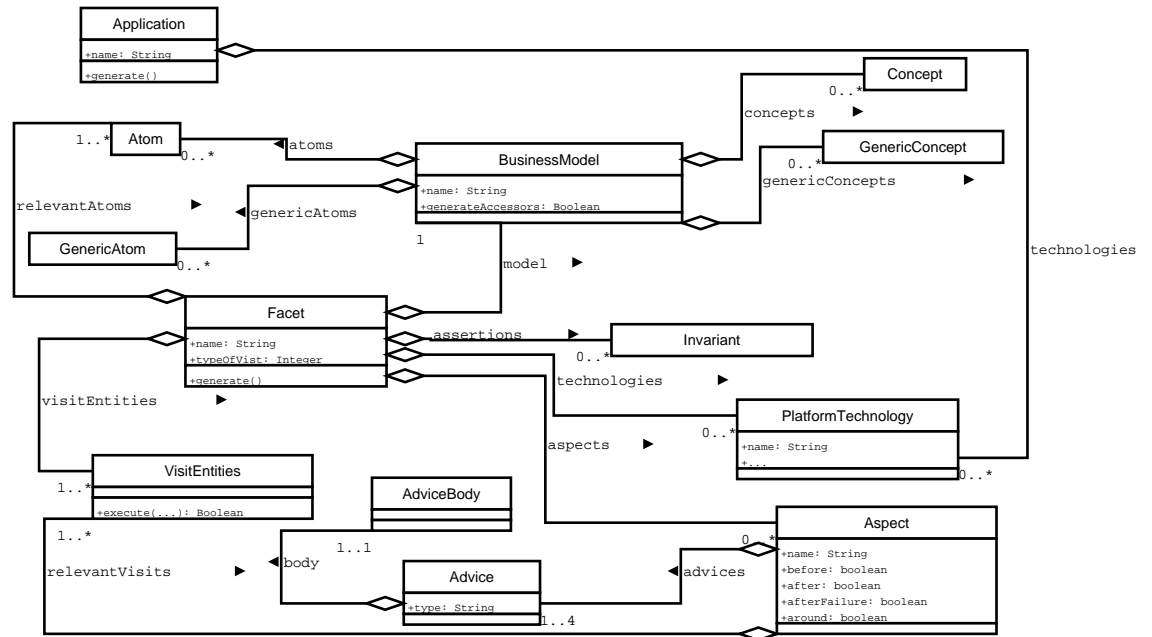 Application
+name: String
+generate()
Concept
0..*
concepts
1..*
Atom
0..*
atoms
BusinessModel
+name: String
+generateAccessors: Boolean
GenericConcept
0..*
genericConcepts
relevantAtoms
genericAtoms
GenericAtom
0..*
1
model
technologies
Facet
+name: String
+typeOfVist: Integer
+generate()
assertions
0..*
Invariant
technologies
visitEntities
PlatformTechnology
+name: String
+...
0..*
0..*
aspects
VisitEntities
+execute(...): Boolean
1..*
1..*
AdviceBody
1..1
body
relevantVisits
Advice
+type: String
1..4
advices
0..*
Aspect
+name: String
+before: boolean
+after: boolean
+afterFailure: boolean
+around: boolean